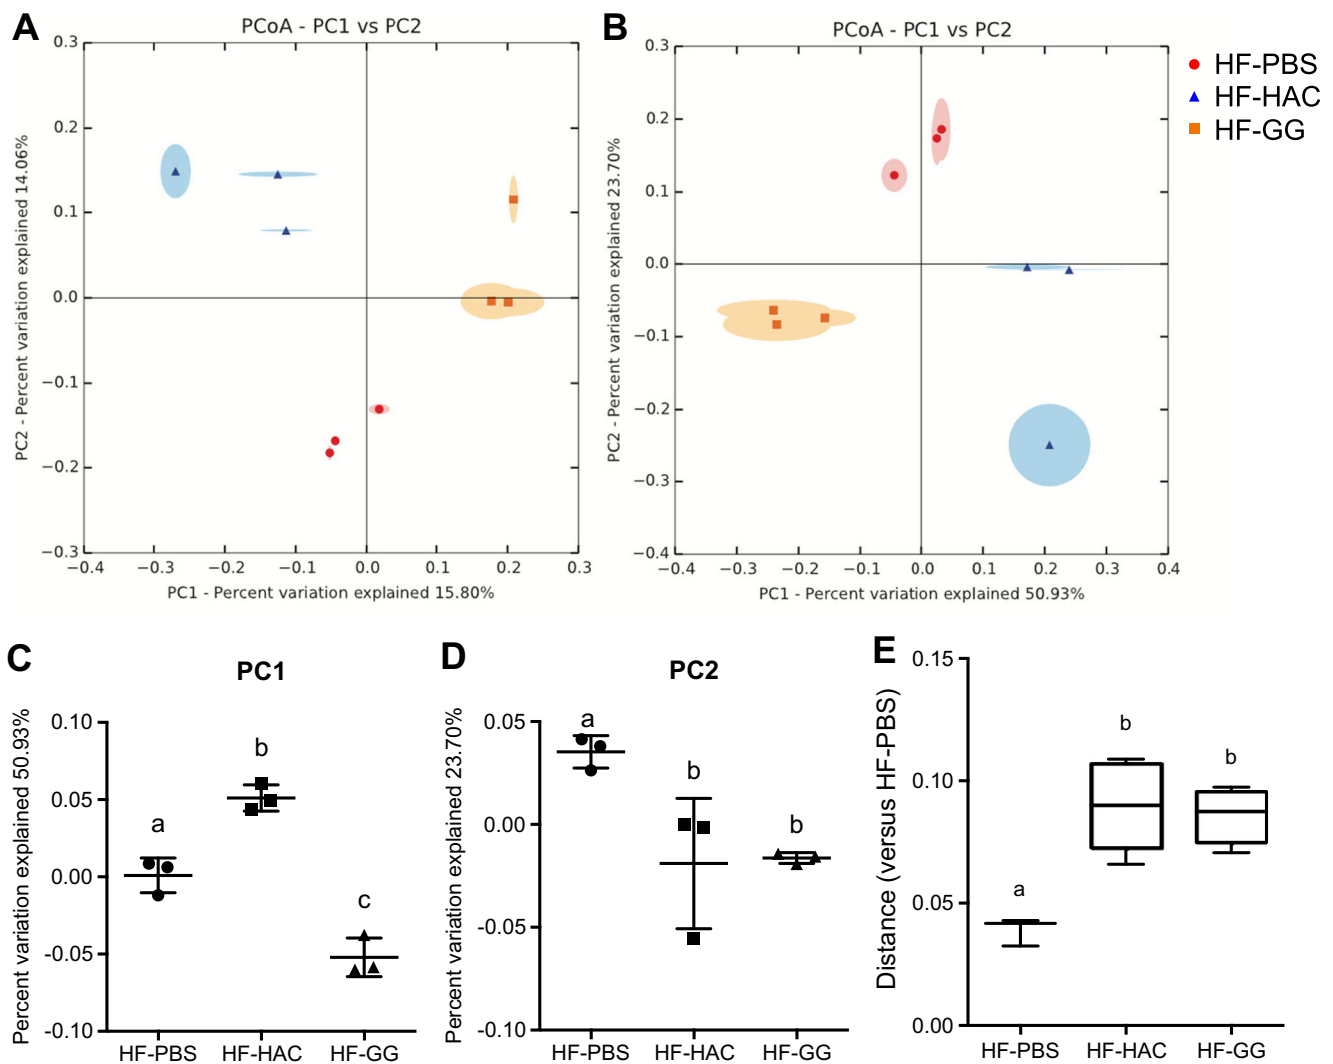 A
PCoA - PC1 vs PC2
PC2 - Percent variation explained 14.06%
0.3
0.2
0.1
0.0
−0.1
−0.2
−0.3
−0.4 −0.3 −0.2 −0.1 0.0 0.1 0.2 0.3
PC1 - Percent variation explained 15.80%
B
PCoA - PC1 vs PC2
PC2 - Percent variation explained 23.70%
0.3
0.2
0.1
0.0
−0.1
−0.2
−0.3
−0.4
−0.4 −0.3 −0.2 −0.1 0.0 0.1 0.2 0.3 0.4
PC1 - Percent variation explained 50.93%
HF-PBS
HF-HAC
HF-GG
C
PC1
Percent variation explained 50.93%
0.10
0.05
0.00
-0.05
-0.10
a
b
c
HF-PBS HF-HAC HF-GG
D
PC2
Percent variation explained 23.70%
0.05
0.00
-0.05
-0.10
a
b
b
HF-PBS HF-HAC HF-GG
E
Distance (versus HF-PBS)
0.15
0.10
0.05
0.00
a
b
b
HF-PBS HF-HAC HF-GG